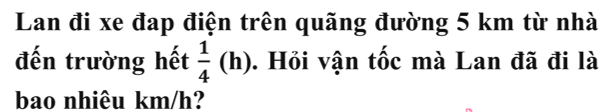 Lan đi xe đap điện trên quãng đường 5 km từ nhà
đến trường hết 1/4 (h). Hỏi vận tốc mà Lan đã đi là
bao nhiêu km/h?